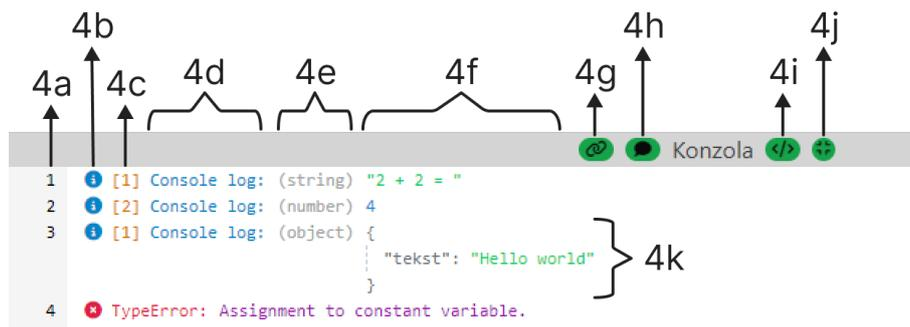 4b 4h 4j
4a 4c 4d 4e 4f 4g 4i
Konzola </>
1 [1] Console log: (string) "2 + 2 = "
2 [2] Console log: (number) 4
3 [1] Console log: (object) {
"tekst": "Hello world"
4k
}
4 TypeError: Assignment to constant variable.